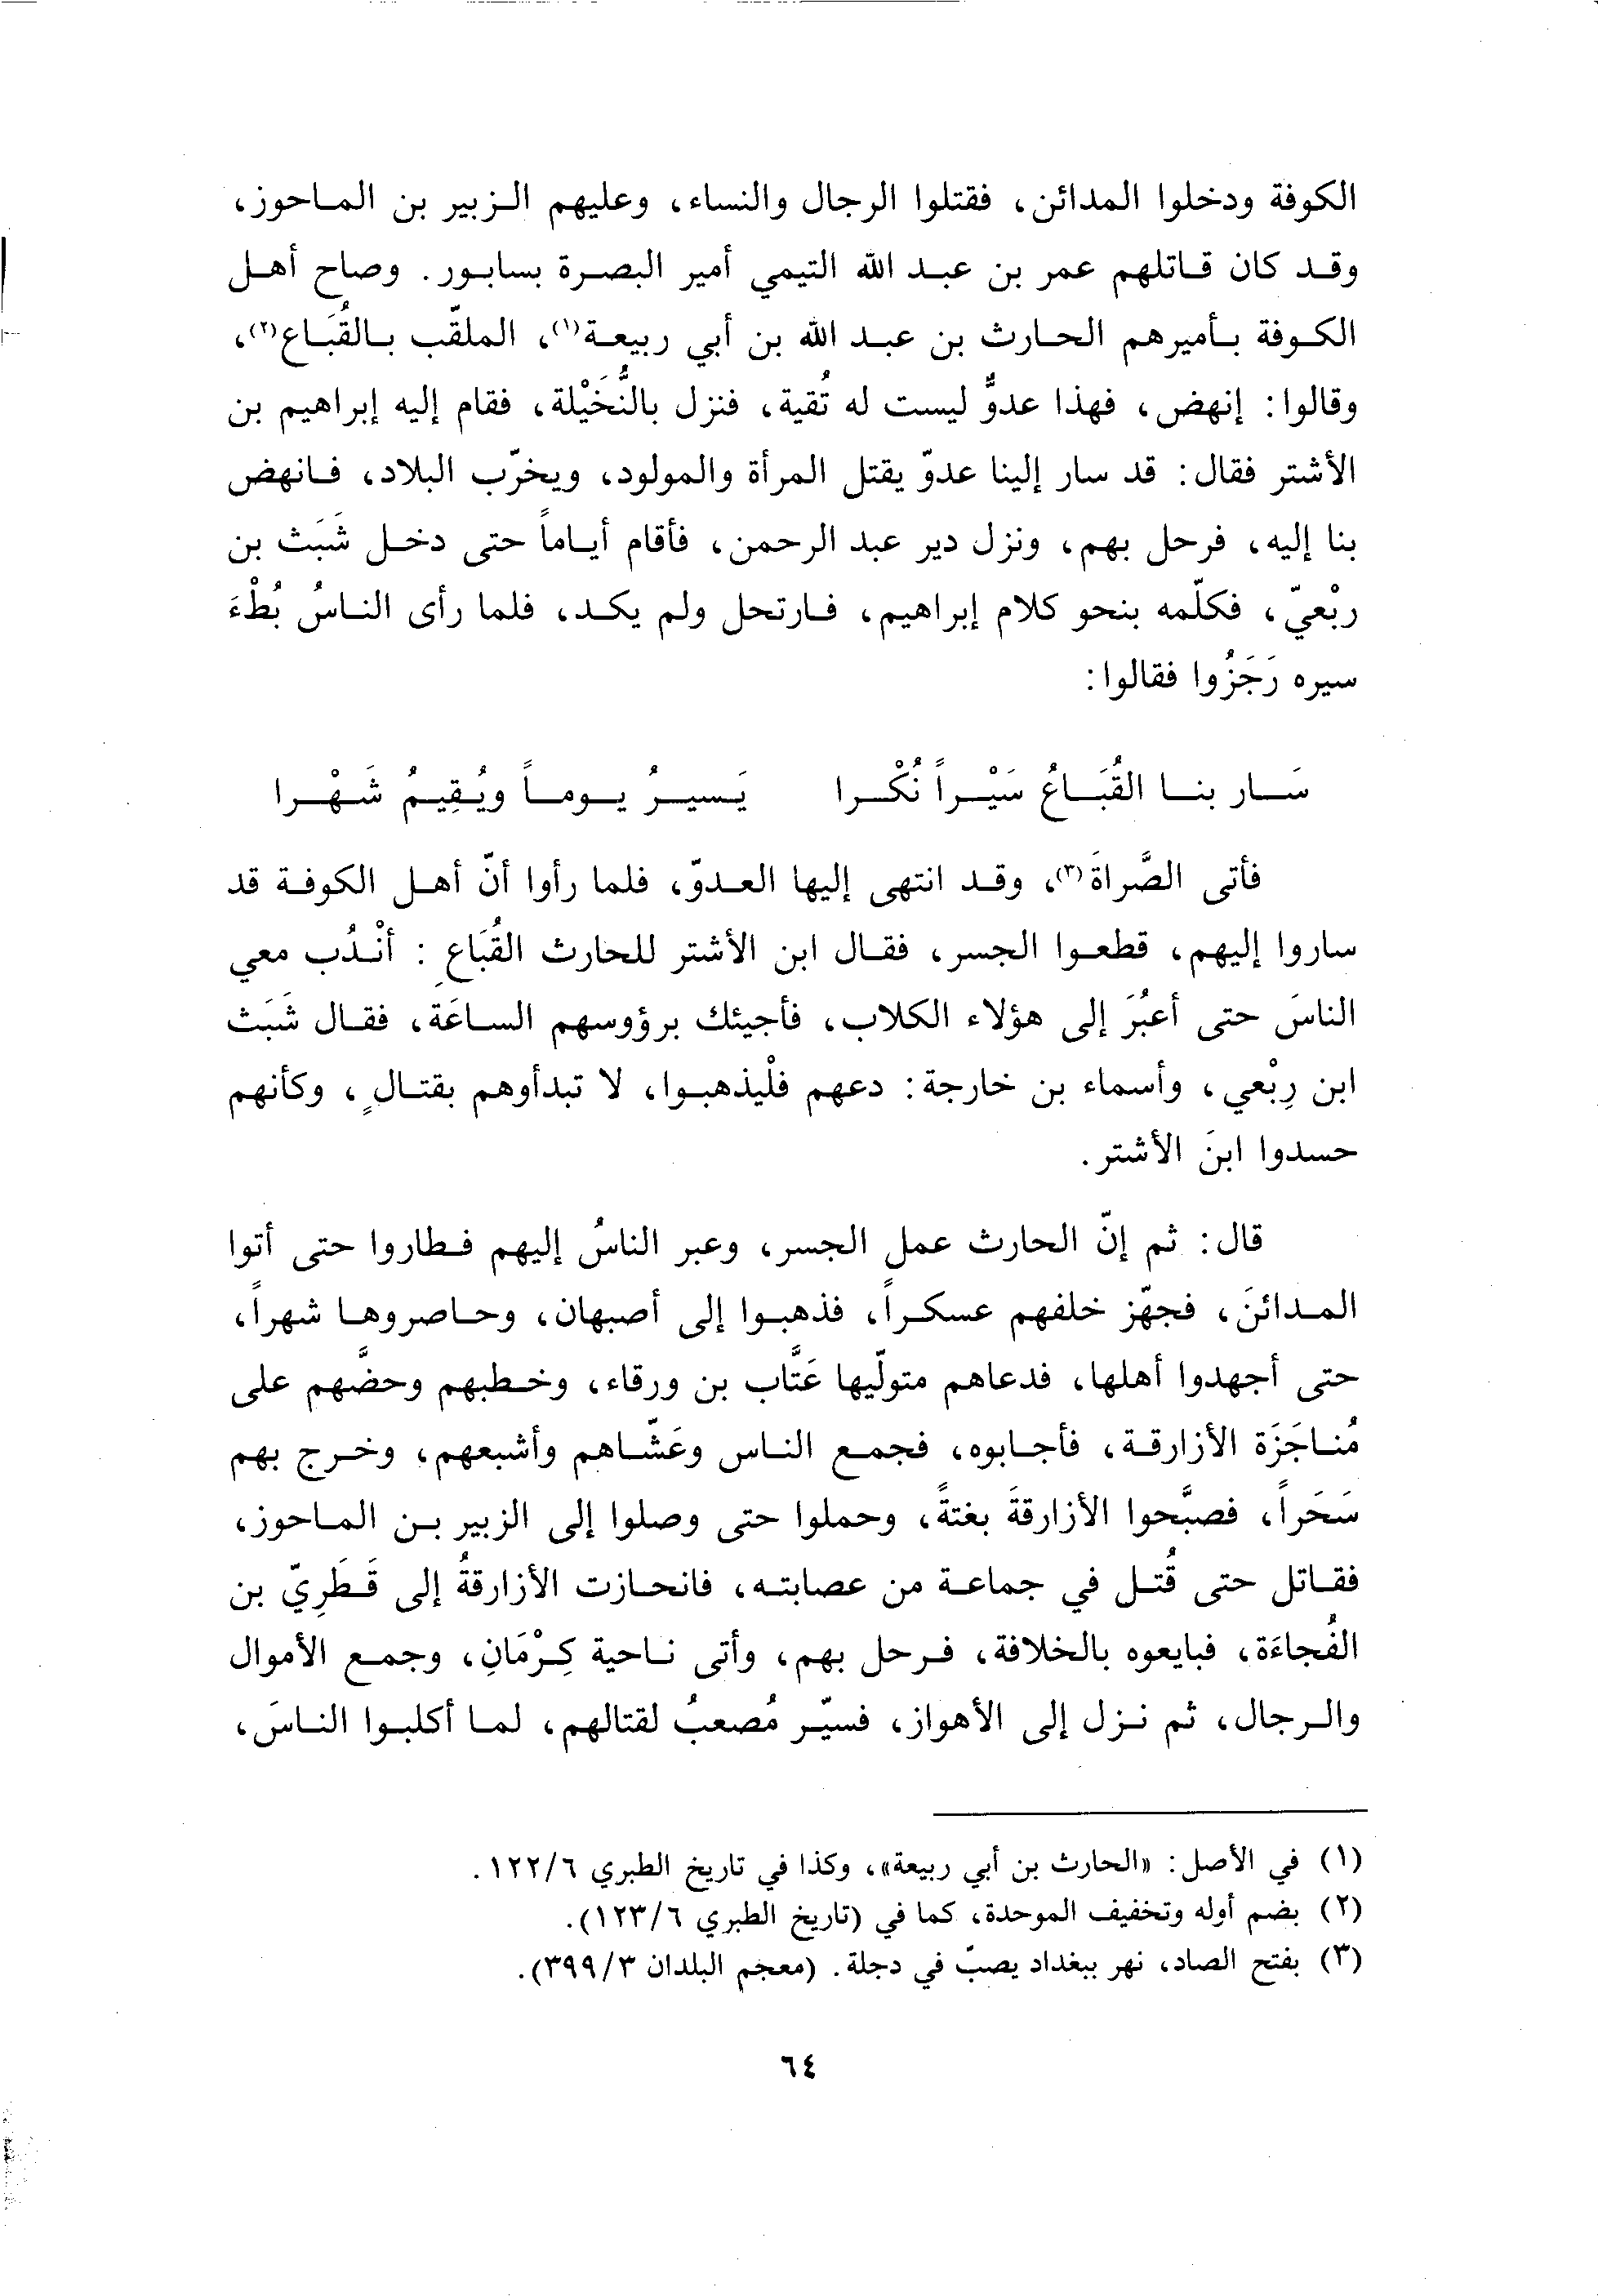 الكوفة ودخلوا المدائن، فقتلوا الرجال والنساء، وعليهم الزبير بن الماحوز،
وقد كان قاتلهم عمر بن عبد الله التيمي أمير البصرة بسابور. وصاح أهل
الكوفة بأميرهم الحارث بن عبد الله بن أبي ربيعة(١)، الملقّب بالقُبَاع(٢)،
وقالوا: إنهض، فهذا عدوٌّ ليست له تُقية، فنزل بالنُّخَيْلة، فقام إليه إبراهيم بن
الأشتر فقال: قد سار إلينا عدوّ يقتل المرأة والمولود، ويخرّب البلاد، فانهض
بنا إليه، فرحل بهم، ونزل دير عبد الرحمن، فأقام أياماً حتى دخل شَبَث بن
ربْعيّ، فكلّمه بنحو كلام إبراهيم، فارتحل ولم يكد، فلما رأى الناسُ بُطْءَ
سيره رَجَزُوا فقالوا:
سَار بنا القُبَاعُ سَيْراً نُكْرا يَسيرُ يوماً ويُقِيمُ شَهْرا
فأتى الصَّراةَ(٣)، وقد انتهى إليها العدوّ، فلما رأوا أنّ أهل الكوفة قد
ساروا إليهم، قطعوا الجسر، فقال ابن الأشتر للحارث القُبَاعِ: أنْدُب معي
الناسَ حتى أعبُرَ إلى هؤلاء الكلاب، فأجيئك برؤوسهم الساعَة، فقال شَبَث
ابن رِبْعي، وأسماء بن خارجة: دعهم فلْيذهبوا، لا تبدأوهم بقتالٍ، وكأنهم
حسدوا ابنَ الأشتر.
قال: ثم إنّ الحارث عمل الجسر، وعبر الناسُ إليهم فطاروا حتى أتوا
المدائنَ، فجهّز خلفهم عسكراً، فذهبوا إلى أصبهان، وحاصروها شهراً،
حتى أجهدوا أهلها، فدعاهم متولّيها عَتَّاب بن ورقاء، وخطبهم وحضَّهم على
مُناجَزَة الأزارقة، فأجابوه، فجمع الناس وعَشّاهم وأشبعهم، وخرج بهم
سَحَراً، فصبَّحوا الأزارقةَ بغتةً، وحملوا حتى وصلوا إلى الزبير بن الماحوز،
فقاتل حتى قُتل في جماعة من عصابته، فانحازت الأزارقةُ إلى قَطَرِيّ بن
الفُجاءَة، فبايعوه بالخلافة، فرحل بهم، وأتى ناحية كِرْمَانِ، وجمع الأموال
والرجال، ثم نزل إلى الأهواز، فسيّر مُصعبُ لقتالهم، لما أكلبوا الناسَ،
(١) في الأصل: «الحارث بن أبي ربيعة»، وكذا في تاريخ الطبري ٦/١٢٢.
(٢) بضم أوله وتخفيف الموحدة، كما في (تاريخ الطبري ٦/١٢٣).
(٣) بفتح الصاد، نهر ببغداد يصبّ في دجلة. (معجم البلدان ٣/٣٩٩).
٦٤